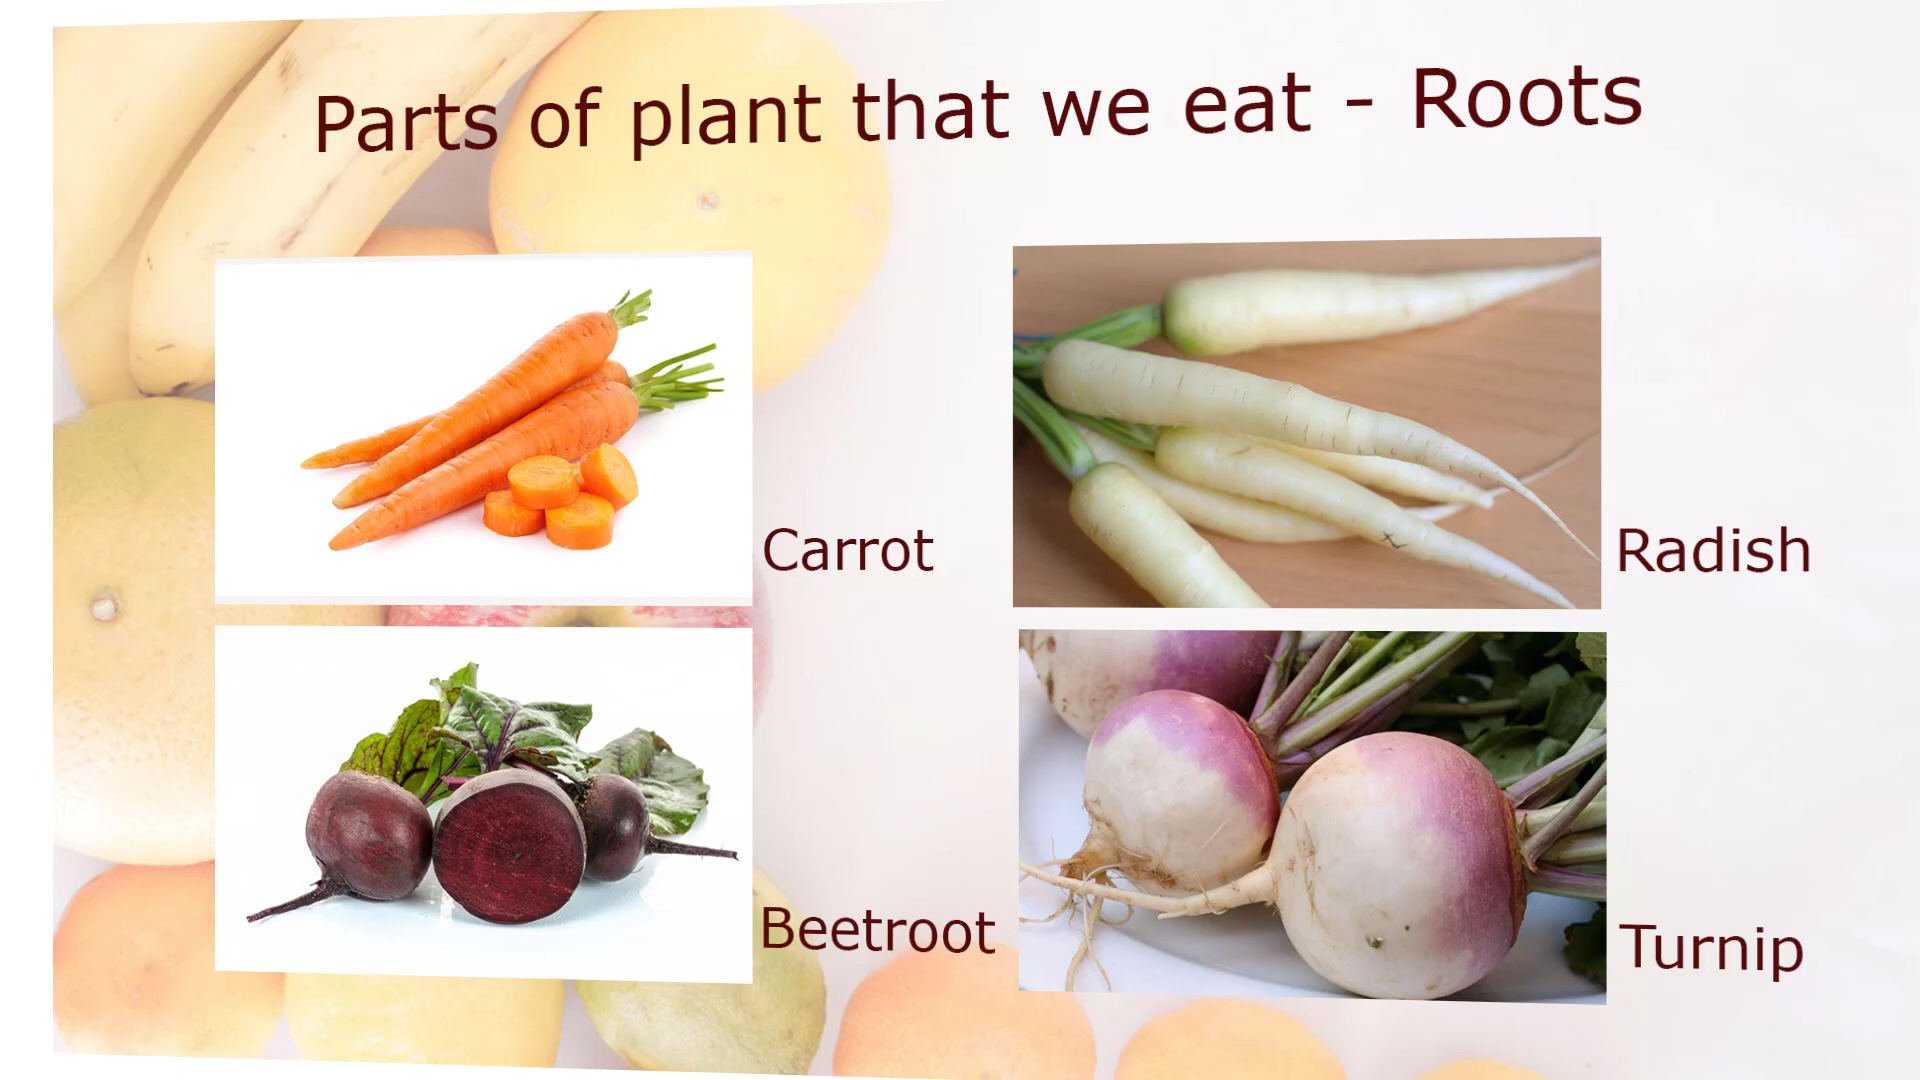 Parts of plant that we eat - Roots
Carrot
Radish
Beetroot
Turnip